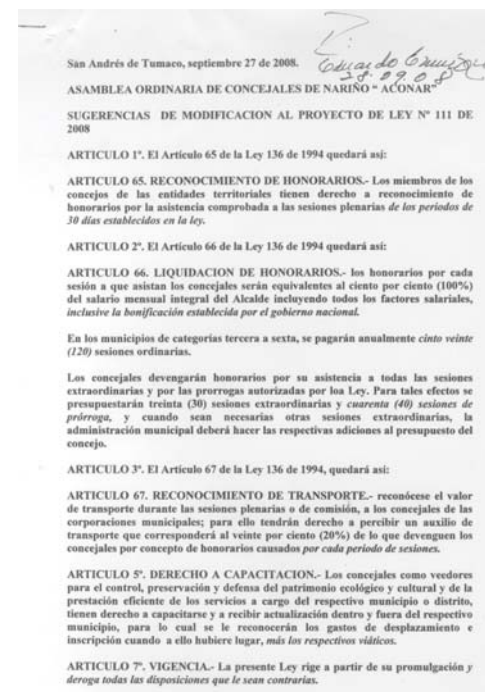 Eduardo Enríquez
28.09.08
San Andrés de Tumaco, septiembre 27 de 2008.
ASAMBLEA ORDINARIA DE CONCEJALES DE NARIÑO “ ACONAR”
SUGERENCIAS DE MODIFICACION AL PROYECTO DE LEY Nº 111 DE
2008
ARTICULO 1º. El Artículo 65 de la Ley 136 de 1994 quedará así:
ARTICULO 65. RECONOCIMIENTO DE HONORARIOS.- Los miembros de los
concejos de las entidades territoriales tienen derecho a reconocimiento de
honorarios por la asistencia comprobada a las sesiones plenarias de los periodos de
30 días establecidos en la ley.
ARTICULO 2º. El Artículo 66 de la Ley 136 de 1994 quedará así:
ARTICULO 66. LIQUIDACION DE HONORARIOS.- los honorarios por cada
sesión a que asistan los concejales serán equivalentes al ciento por ciento (100%)
del salario mensual integral del Alcalde incluyendo todos los factores salariales,
inclusive la bonificación establecida por el gobierno nacional.
En los municipios de categorías tercera a sexta, se pagarán anualmente cinto veinte
(120) sesiones ordinarias.
Los concejales devengarán honorarios por su asistencia a todas las sesiones
extraordinarias y por las prorrogas autorizadas por loa Ley. Para tales efectos se
presupuestarán treinta (30) sesiones extraordinarias y cuarenta (40) sesiones de
prórroga, y cuando sean necesarias otras sesiones extraordinarias, la
administración municipal deberá hacer las respectivas adiciones al presupuesto del
concejo.
ARTICULO 3º. El Artículo 67 de la Ley 136 de 1994, quedará así:
ARTICULO 67. RECONOCIMIENTO DE TRANSPORTE.- reconócese el valor
de transporte durante las sesiones plenarias o de comisión, a los concejales de las
corporaciones municipales; para ello tendrán derecho a percibir un auxilio de
transporte que corresponderá al veinte por ciento (20%) de lo que devenguen los
concejales por concepto de honorarios causados por cada periodo de sesiones.
ARTICULO 5º. DERECHO A CAPACITACION.- Los concejales como veedores
para el control, preservación y defensa del patrimonio ecológico y cultural y de la
prestación eficiente de los servicios a cargo del respectivo municipio o distrito,
tienen derecho a capacitarse y a recibir actualización dentro y fuera del respectivo
municipio, para lo cual se le reconocerán los gastos de desplazamiento e
inscripción cuando a ello hubiere lugar, más los respectivos viáticos.
ARTICULO 7º. VIGENCIA.- La presente Ley rige a partir de su promulgación y
deroga todas las disposiciones que le sean contrarias.